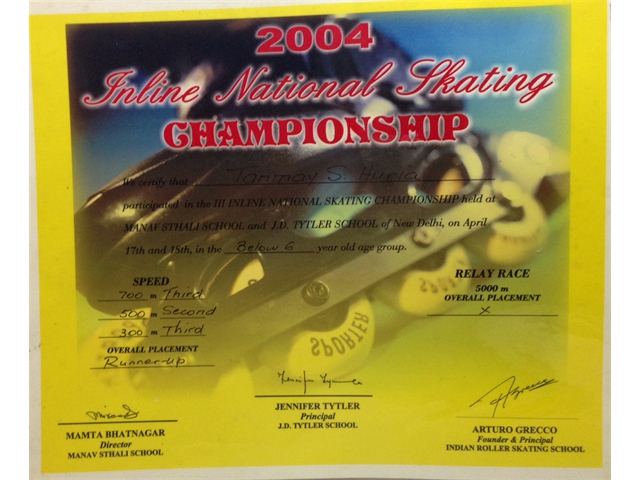 2004
Inline National Skating
CHAMPIONSHIP
We certify that Tanmay S. Ahuja
participated in the III INLINE NATIONAL SKATING CHAMPIONSHIP held at
MANAV STHALI SCHOOL and J.D. TYTLER SCHOOL of New Delhi, on April
17th and 18th, in the Below 6 year old age group.
SPEED
700 m Third
500 m Second
300 m Third
OVERALL PLACEMENT
Runner-up
RELAY RACE
5000 m
OVERALL PLACEMENT
X
SPORTER
JENNIFER TYTLER
Principal
J.D. TYTLER SCHOOL
MAMTA BHATNAGAR
Director
MANAV STHALI SCHOOL
ARTURO GRECCO
Founder & Principal
INDIAN ROLLER SKATING SCHOOL